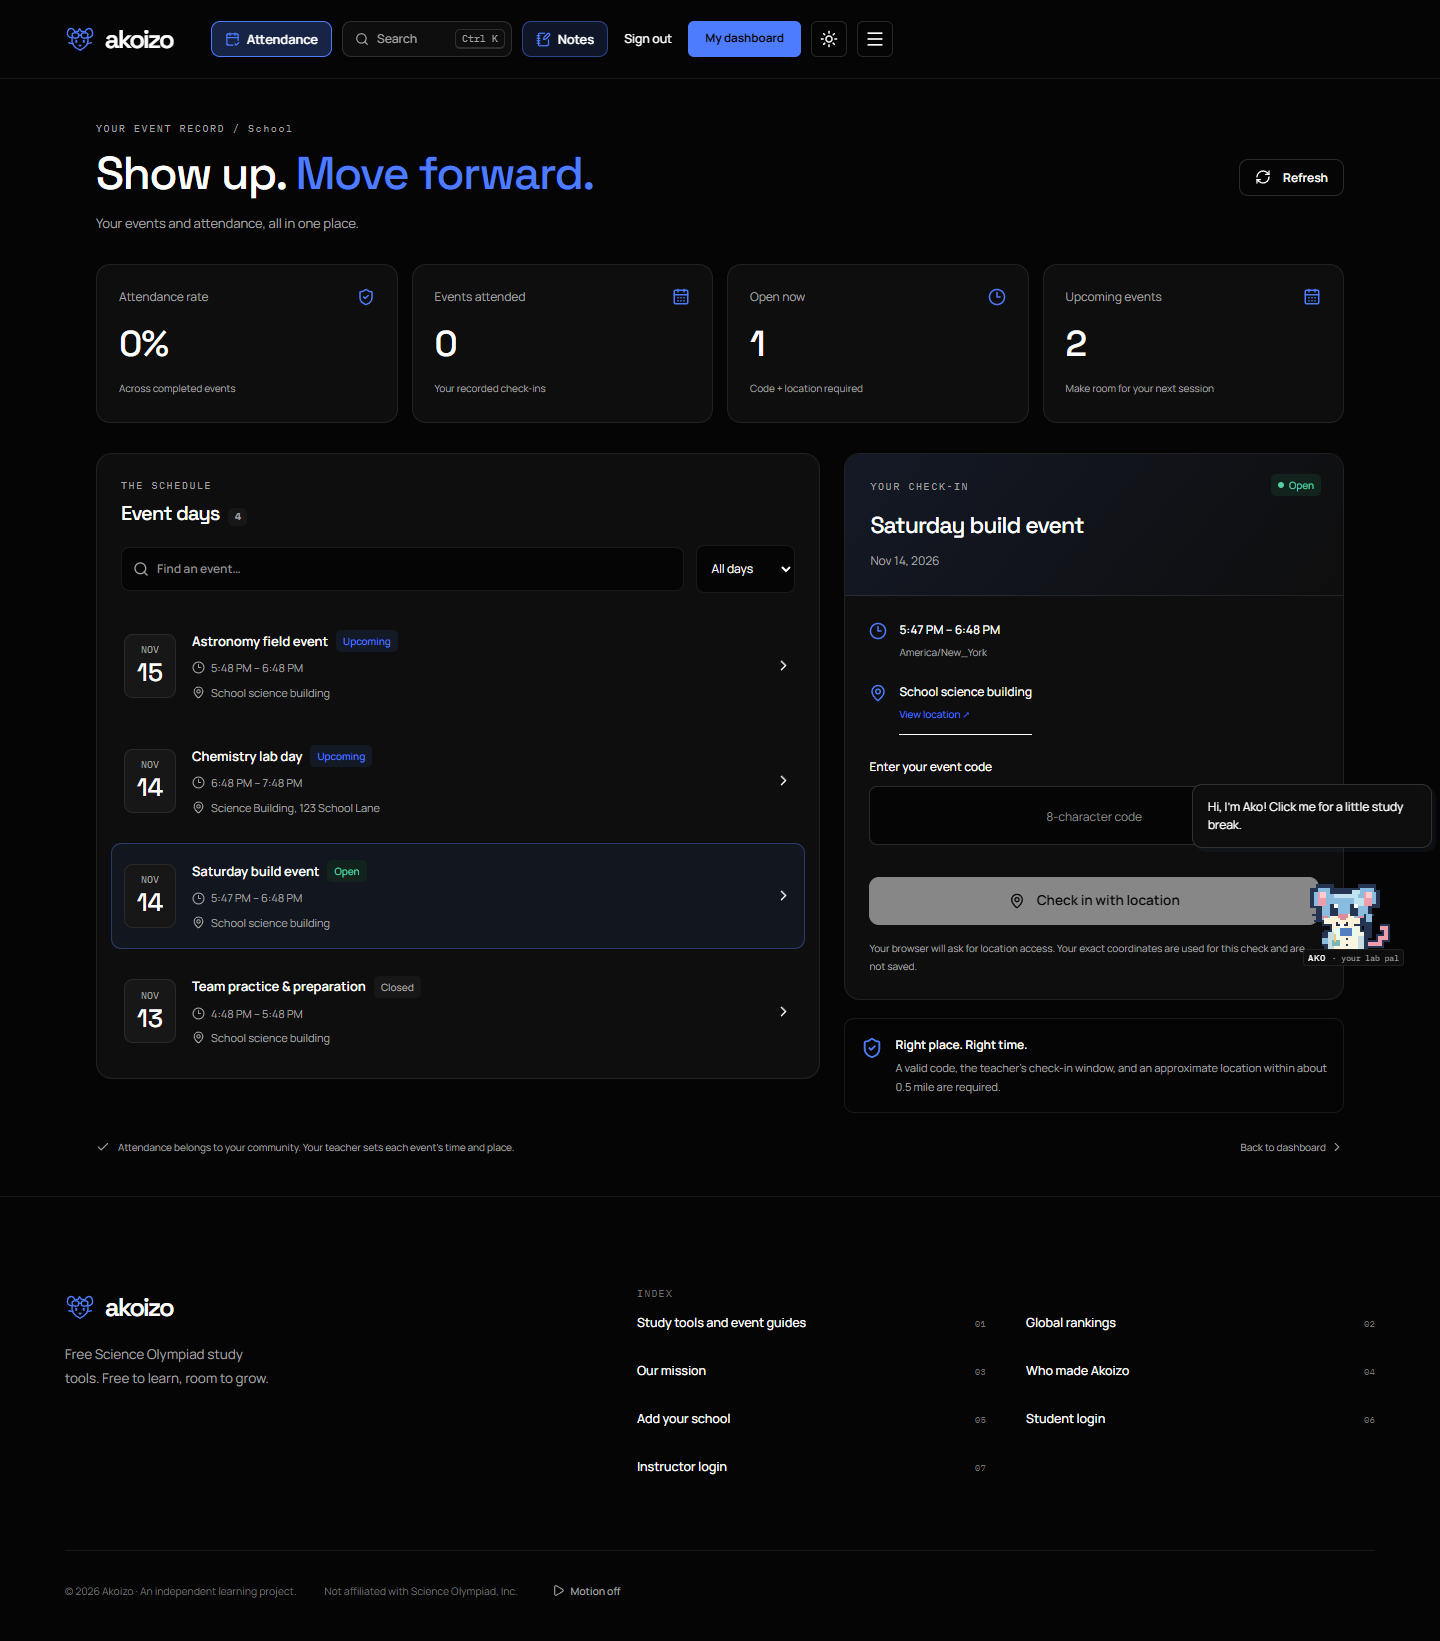 akoizo
Attendance
Search
Ctrl K
Notes
Sign out
My dashboard
YOUR EVENT RECORD / School
Show up. Move forward.
Refresh
Your events and attendance, all in one place.
Attendance rate
0%
Across completed events
Events attended
0
Your recorded check-ins
Open now
1
Code + location required
Upcoming events
2
Make room for your next session
THE SCHEDULE
Event days 4
Find an event...
All days
NOV
15
Astronomy field event Upcoming
5:48 PM – 6:48 PM
School science building
NOV
14
Chemistry lab day Upcoming
6:48 PM – 7:48 PM
Science Building, 123 School Lane
NOV
14
Saturday build event Open
5:47 PM – 6:48 PM
School science building
NOV
13
Team practice & preparation Closed
4:48 PM – 5:48 PM
School science building
YOUR CHECK-IN
Open
Saturday build event
Nov 14, 2026
5:47 PM – 6:48 PM
America/New_York
School science building
View location ↗
Enter your event code
8-character code
Hi, I'm Ako! Click me for a little study
break.
Check in with location
Your browser will ask for location access. Your exact coordinates are used for this check and are
not saved.
AKO · your lab pal
Right place. Right time.
A valid code, the teacher's check-in window, and an approximate location within about
0.5 mile are required.
Attendance belongs to your community. Your teacher sets each event's time and place.
Back to dashboard
akoizo
Free Science Olympiad study
tools. Free to learn, room to grow.
INDEX
Study tools and event guides 01
Global rankings 02
Our mission 03
Who made Akoizo 04
Add your school 05
Student login 06
Instructor login 07
© 2026 Akoizo · An independent learning project.
Not affiliated with Science Olympiad, Inc.
Motion off